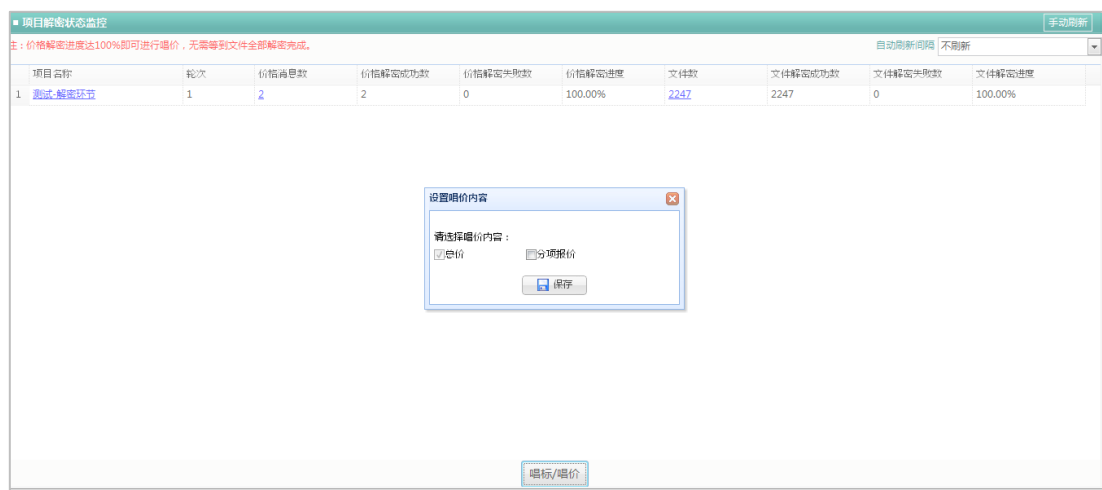 项目解密状态监控 手动刷新
注：价格解密进度达100%即可进行唱价，无需等到文件全部解密完成。 自动刷新间隔 不刷新
项目名称 轮次 价格消息数 价格解密成功数 价格解密失败数 价格解密进度 文件数 文件解密成功数 文件解密失败数 文件解密进度
1 测试-解密环节 1 2 2 0 100.00% 2247 2247 0 100.00%
设置唱价内容
请选择唱价内容：
总价 分项报价
保存
唱标/唱价